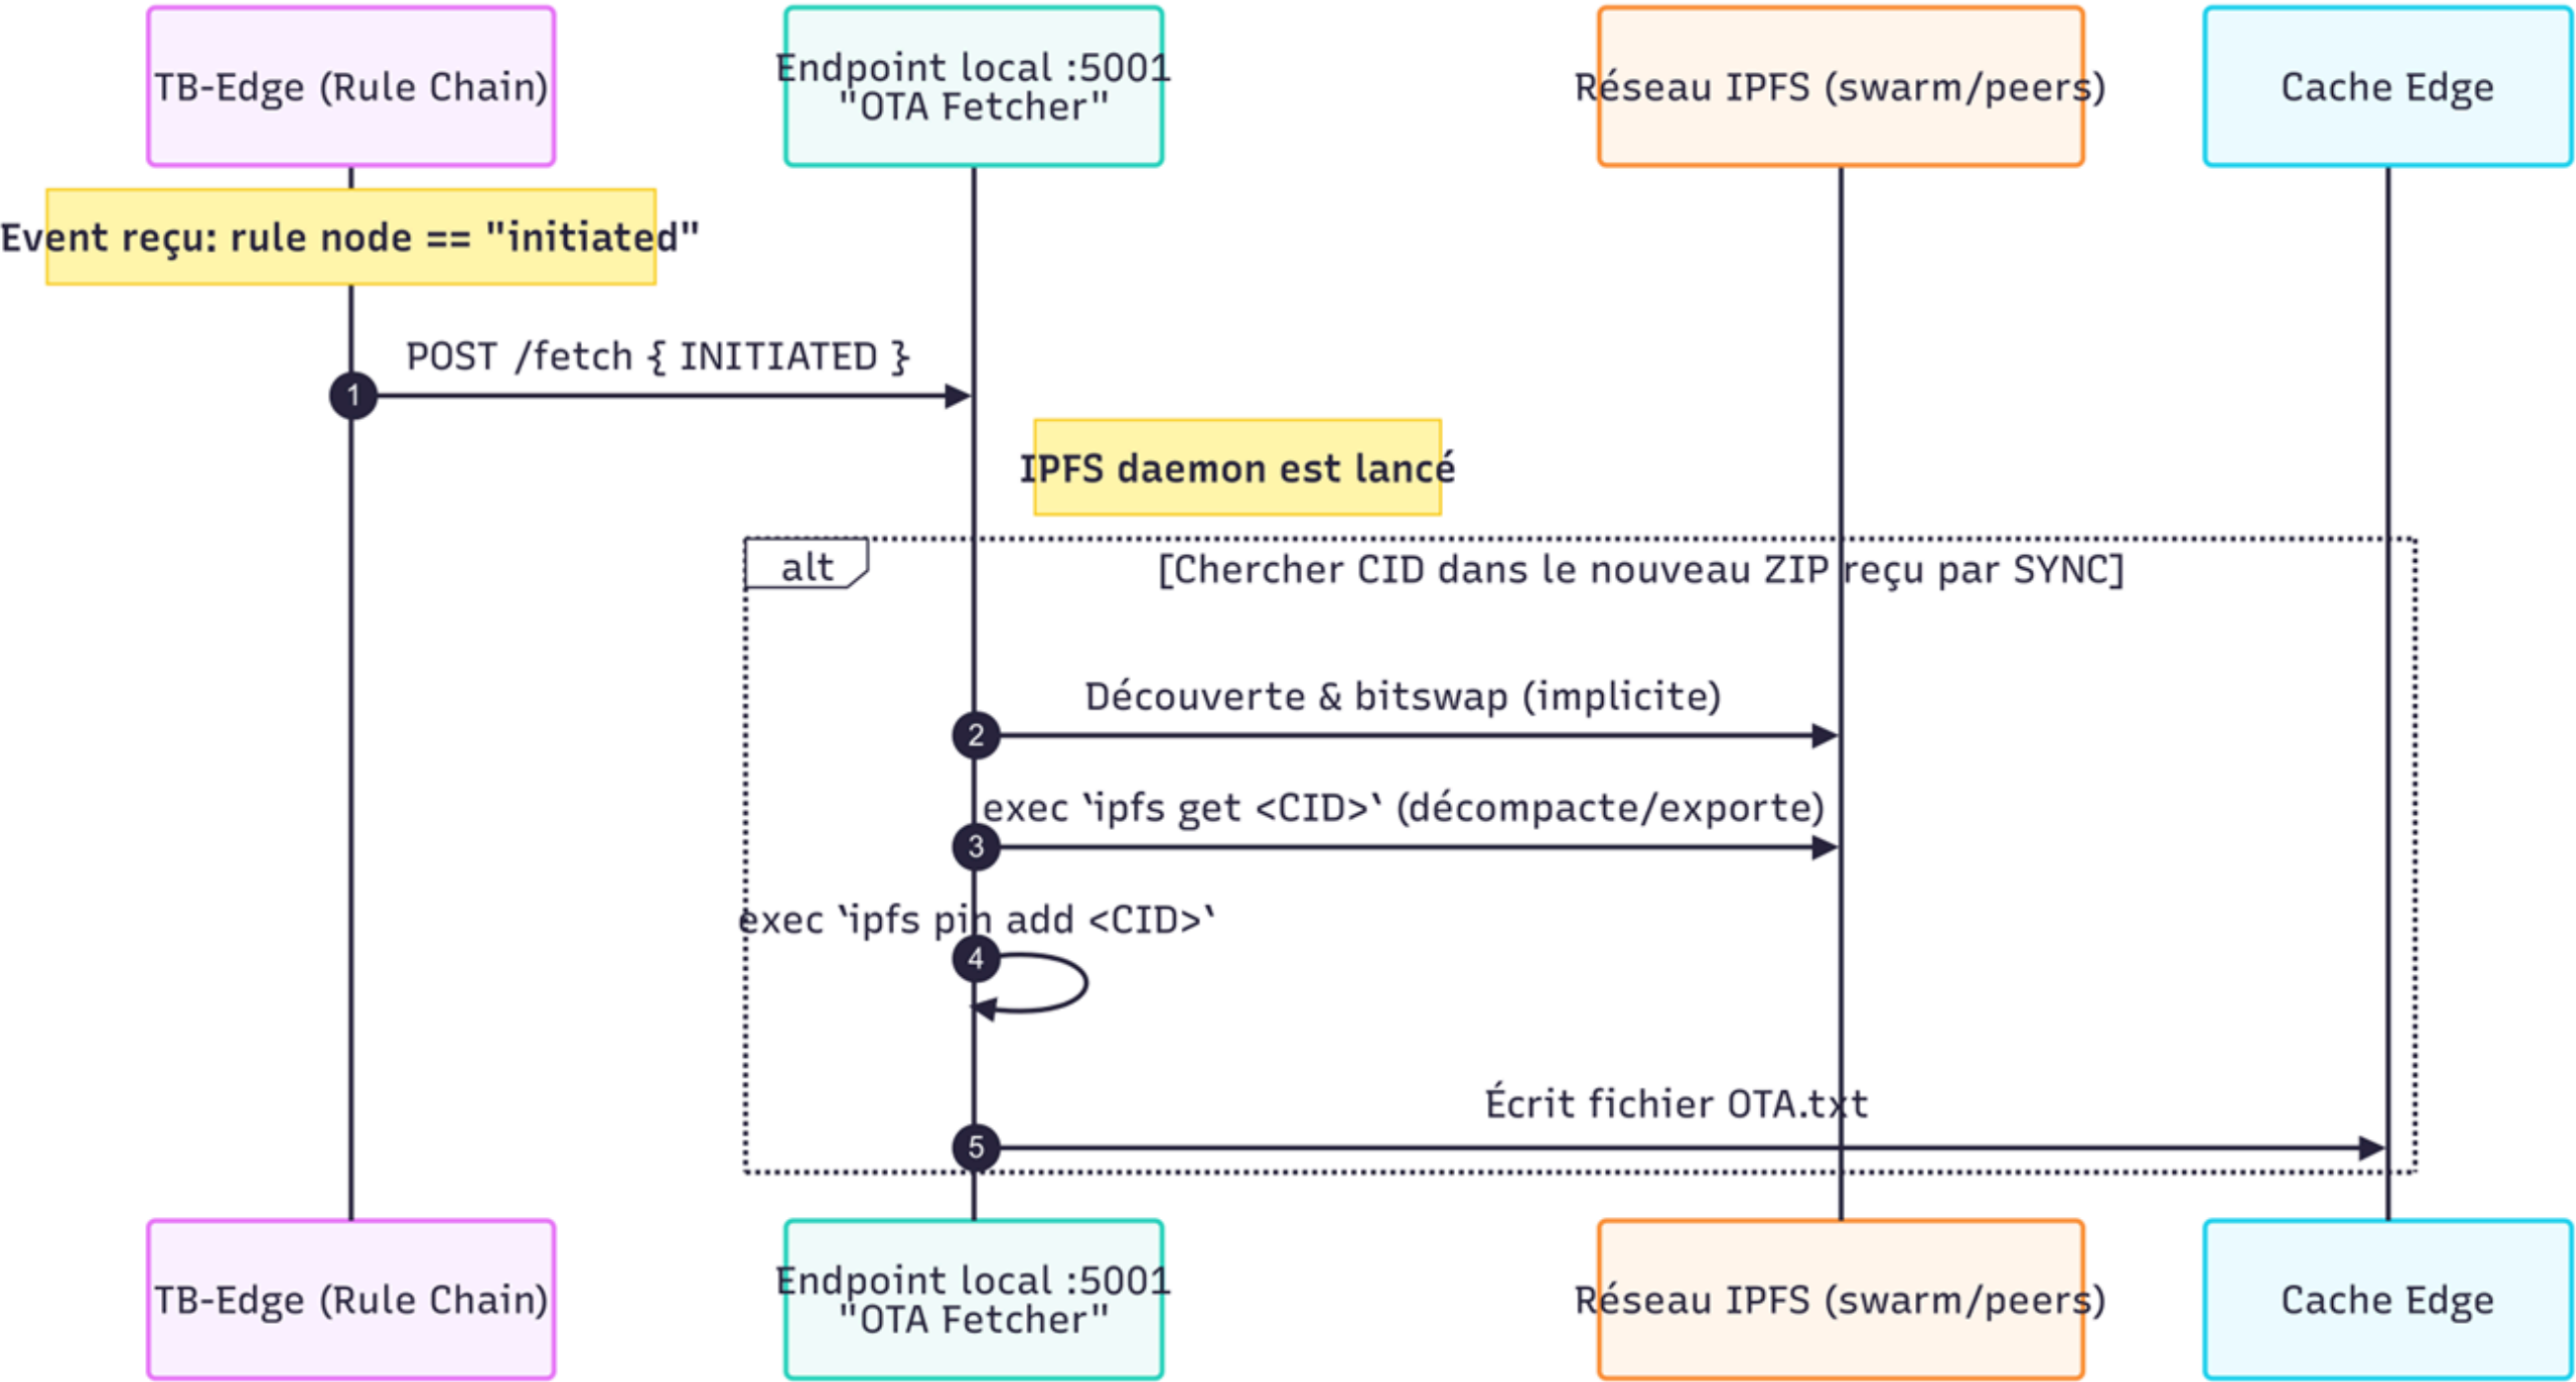 TB-Edge (Rule Chain)
Endpoint local :5001
"OTA Fetcher"
Réseau IPFS (swarm/peers)
Cache Edge
Event reçu: rule node == "initiated"
POST /fetch { INITIATED }
1
IPFS daemon est lancé
alt
[Chercher CID dans le nouveau ZIP reçu par SYNC]
Découverte & bitswap (implicite)
2
exec `ipfs get <CID>` (décompacte/exporte)
3
exec `ipfs pin add <CID>`
4
Écrit fichier OTA.txt
5
TB-Edge (Rule Chain)
Endpoint local :5001
"OTA Fetcher"
Réseau IPFS (swarm/peers)
Cache Edge